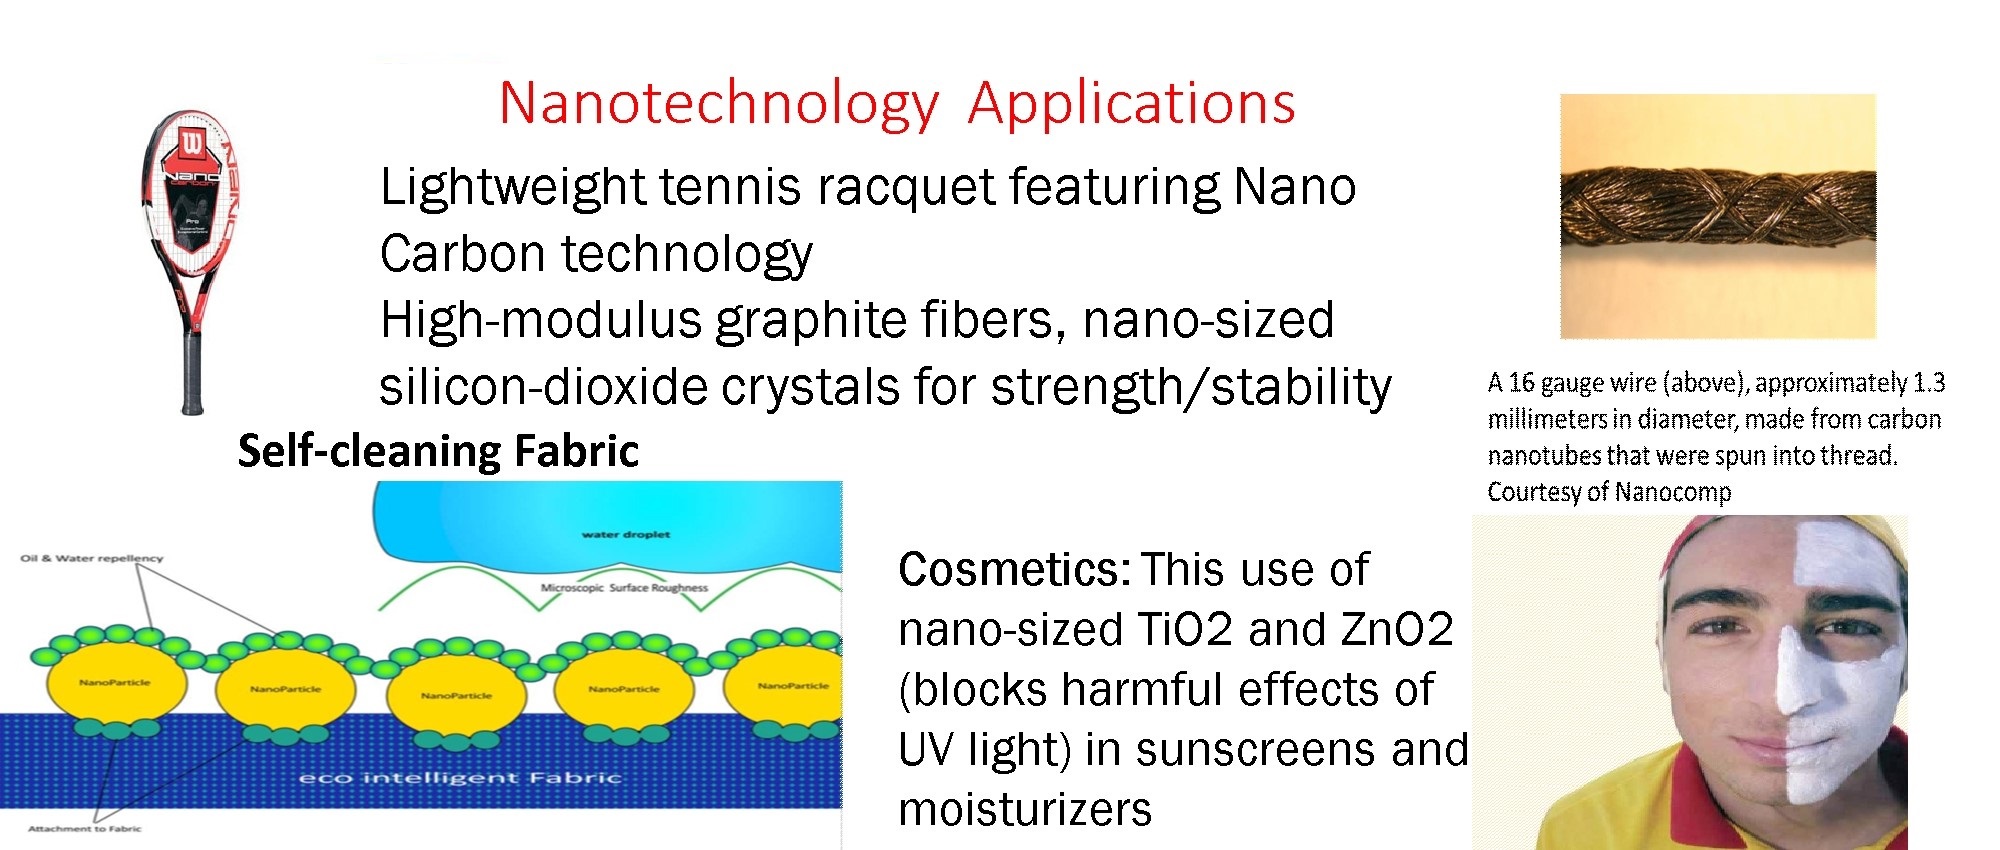 Nanotechnology Applications
W
Nano
Carbon
Pro
Lightweight tennis racquet featuring Nano
Carbon technology
High-modulus graphite fibers, nano-sized
silicon-dioxide crystals for strength/stability
A 16 gauge wire (above), approximately 1.3
millimeters in diameter, made from carbon
nanotubes that were spun into thread.
Courtesy of Nanocomp
Self-cleaning Fabric
water droplet
Oil & Water repellency
Microscopic Surface Roughness
NanoParticle
NanoParticle
NanoParticle
NanoParticle
NanoParticle
eco intelligent Fabric
Attachment to Fabric
Cosmetics: This use of
nano-sized TiO2 and ZnO2
(blocks harmful effects of
UV light) in sunscreens and
moisturizers